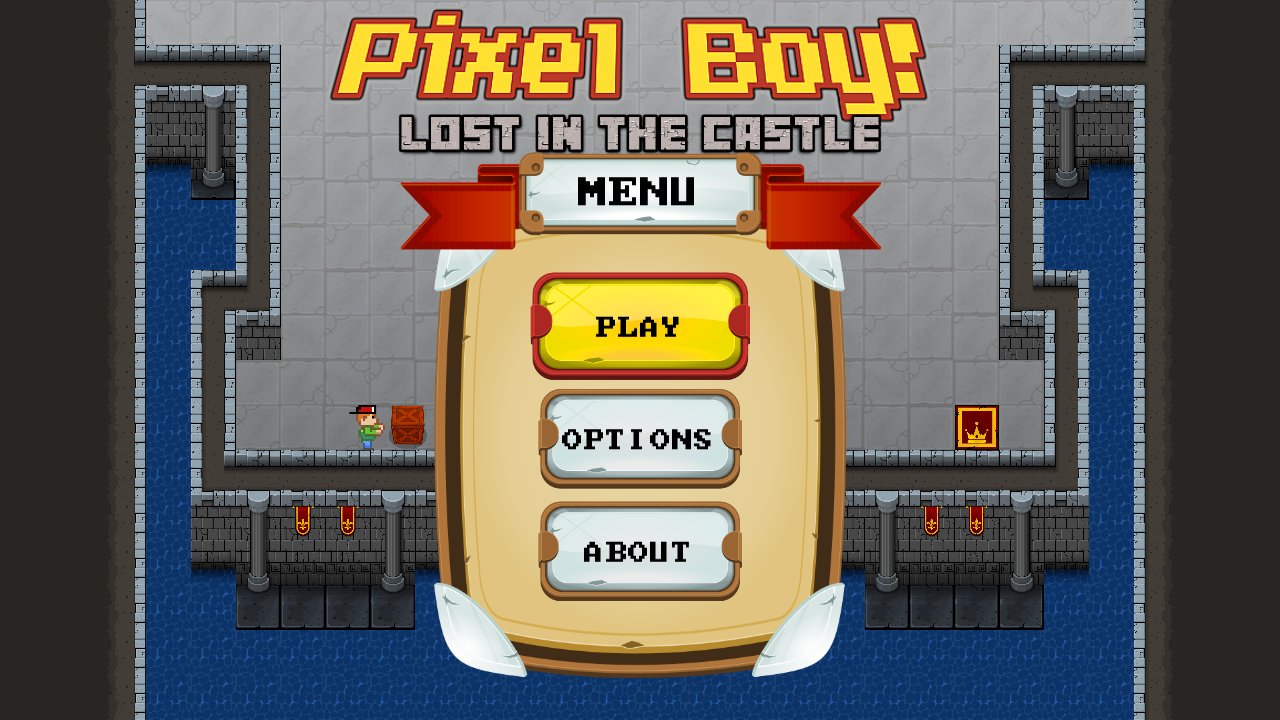 Pixel Boy!
LOST IN THE CASTLE
MENU
PLAY
OPTIONS
ABOUT